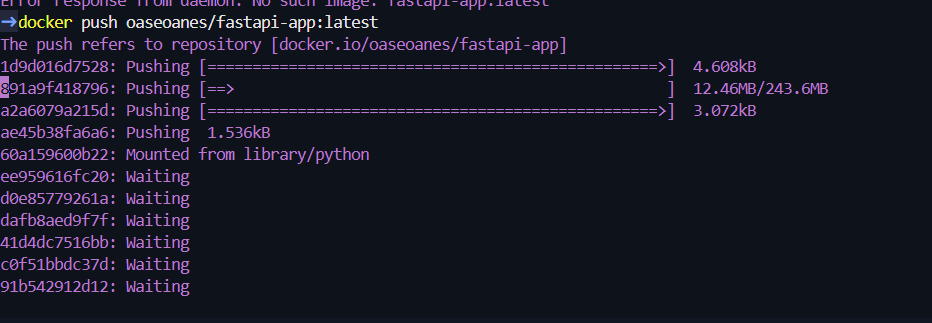 Error response from daemon: No such image: fastapi-app:latest
→docker push oaseoanes/fastapi-app:latest
The push refers to repository [docker.io/oaseoanes/fastapi-app]
1d9d016d7528: Pushing [==================================================>]  4.608kB
891a9f418796: Pushing [==>                                                ]  12.46MB/243.6MB
a2a6079a215d: Pushing [==================================================>]  3.072kB
ae45b38fa6a6: Pushing  1.536kB
60a159600b22: Mounted from library/python
ee959616fc20: Waiting
d0e85779261a: Waiting
dafb8aed9f7f: Waiting
41d4dc7516bb: Waiting
c0f51bbdc37d: Waiting
91b542912d12: Waiting